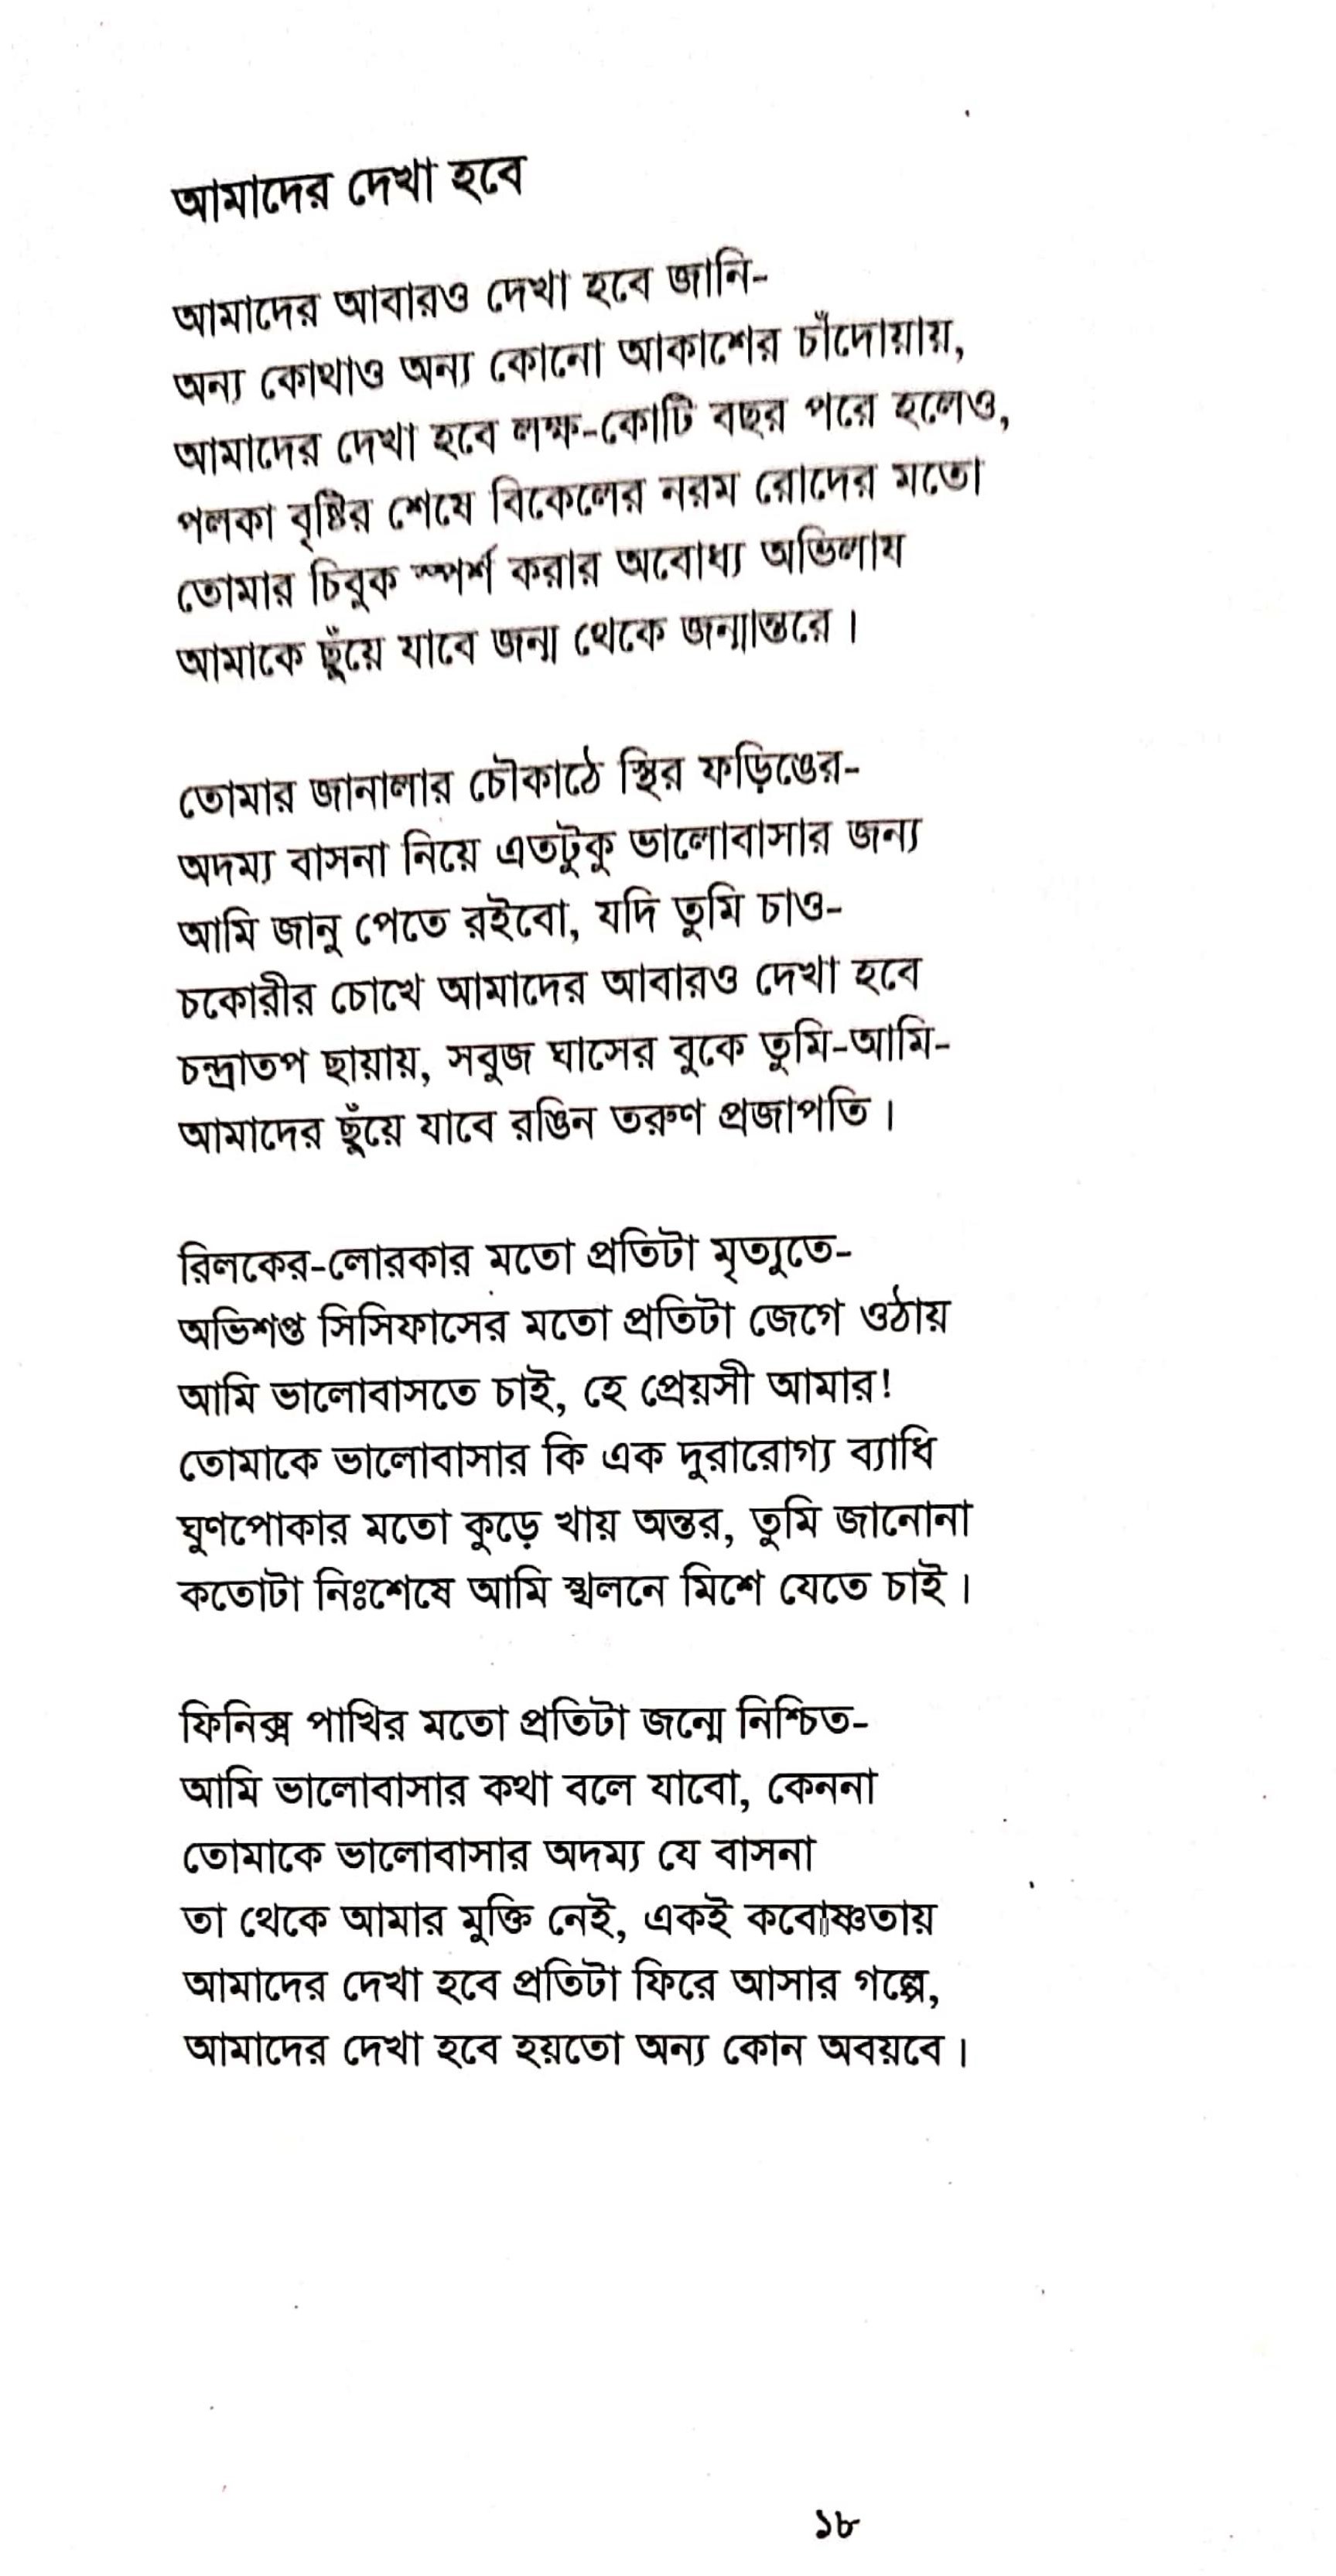 আমাদের দেখা হবে
আমাদের আবারও দেখা হবে জানি-
অন্য কোথাও অন্য কোনো আকাশের চাঁদোয়ায়,
আমাদের দেখা হবে লক্ষ-কোটি বছর পরে হলেও,
পলকা বৃষ্টির শেষে বিকেলের নরম রোদের মতো
তোমার চিবুক স্পর্শ করার অবোধ্য অভিলাষ
আমাকে ছুঁয়ে যাবে জন্ম থেকে জন্মান্তরে।
তোমার জানালার চৌকাঠে স্থির ফড়িঙের-
অদম্য বাসনা নিয়ে এতটুকু ভালোবাসার জন্য
আমি জানু পেতে রইবো, যদি তুমি চাও-
চকোরীর চোখে আমাদের আবারও দেখা হবে
চন্দ্রাতপ ছায়ায়, সবুজ ঘাসের বুকে তুমি-আমি-
আমাদের ছুঁয়ে যাবে রঙিন তরুণ প্রজাপতি।
রিলকের-লোরকার মতো প্রতিটা মৃত্যুতে-
অভিশপ্ত সিসিফাসের মতো প্রতিটা জেগে ওঠায়
আমি ভালোবাসতে চাই, হে প্রেয়সী আমার!
তোমাকে ভালোবাসার কি এক দুরারোগ্য ব্যাধি
ঘুণপোকার মতো কুড়ে খায় অন্তর, তুমি জানোনা
কতোটা নিঃশেষে আমি স্খলনে মিশে যেতে চাই।
ফিনিক্স পাখির মতো প্রতিটা জন্মে নিশ্চিত-
আমি ভালোবাসার কথা বলে যাবো, কেননা
তোমাকে ভালোবাসার অদম্য যে বাসনা
তা থেকে আমার মুক্তি নেই, একই কবোষ্ণতায়
আমাদের দেখা হবে প্রতিটা ফিরে আসার গল্পে,
আমাদের দেখা হবে হয়তো অন্য কোন অবয়বে।
১৮